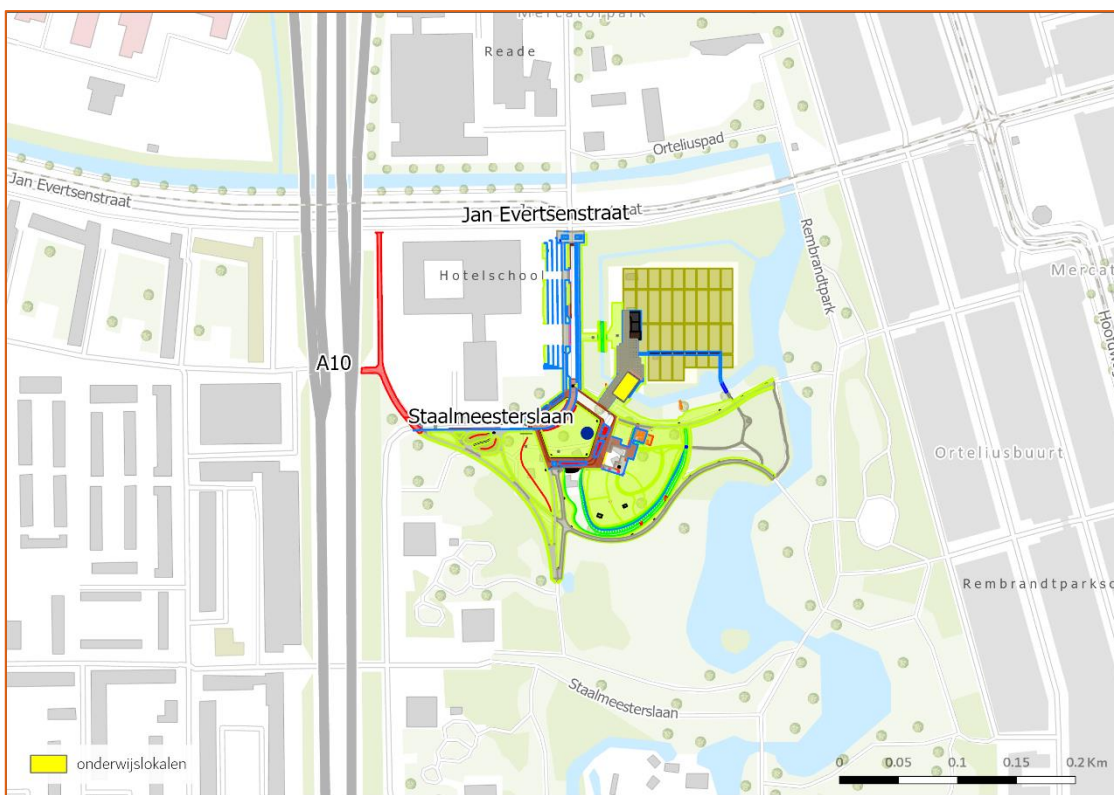 Mercatorpark
Reade
Orteliuspad
Jan Evertsenstraat
Jan Evertsenstraat
Rembrandtpark
Hotelschool
A10
Staalmeesterslaan
Orteliusbuurt
Rembrandtparksc
Staalmeesterslaan
onderwijslokalen
0 0.05 0.1 0.15 0.2 Km